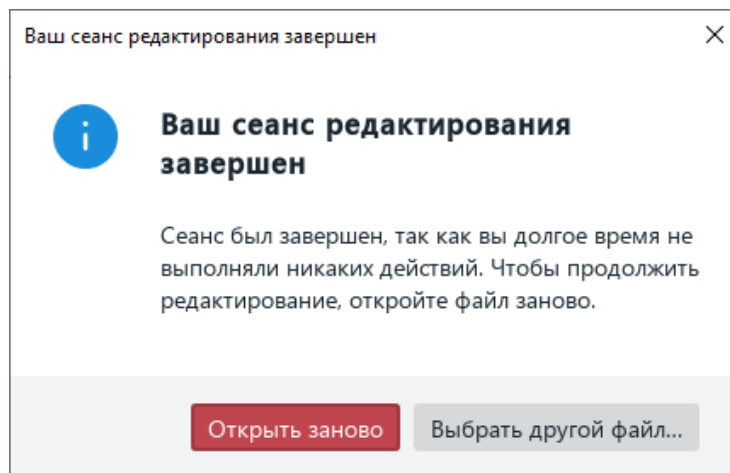 Ваш сеанс редактирования завершен
Ваш сеанс редактирования
завершен
Сеанс был завершен, так как вы долгое время не
выполняли никаких действий. Чтобы продолжить
редактирование, откройте файл заново.
Открыть заново
Выбрать другой файл...